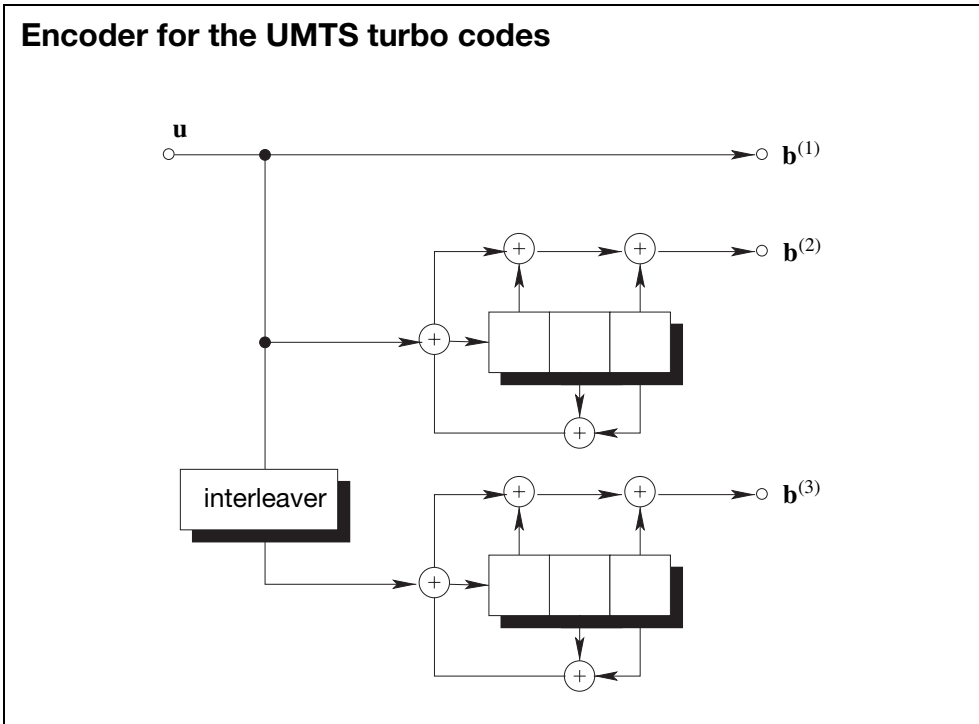 Encoder for the UMTS turbo codes
u
b(1)
+ +
b(2)
+
+
interleaver
+ +
b(3)
+
+